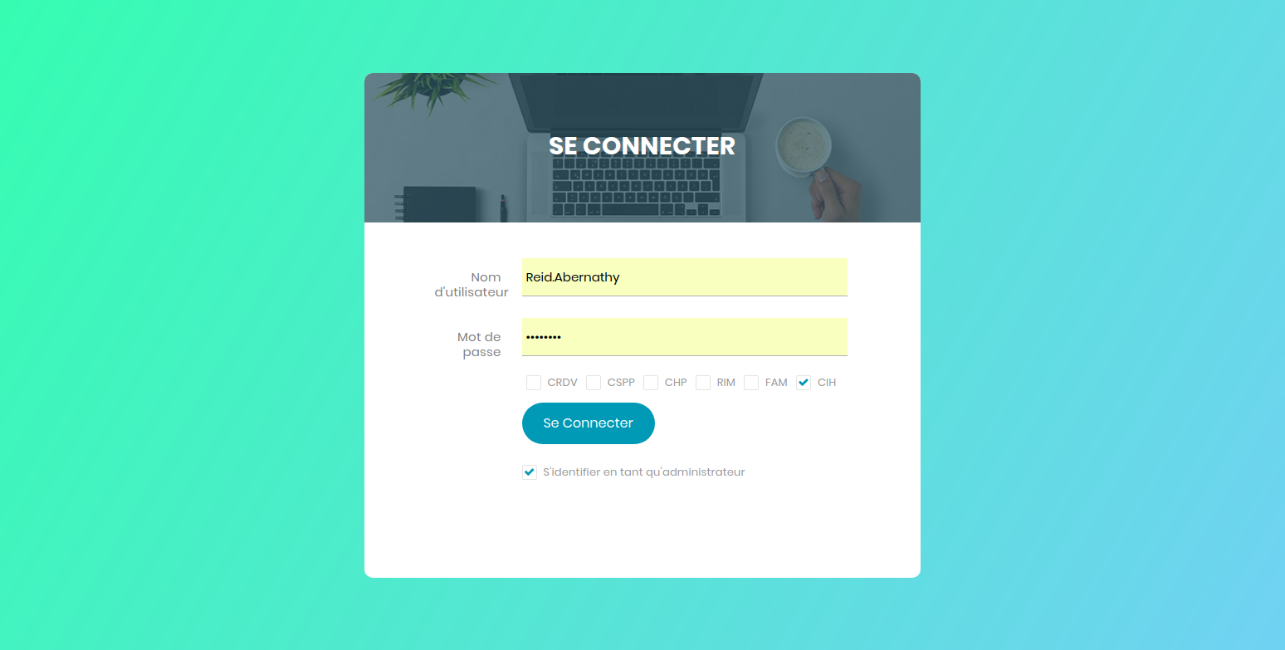 SE CONNECTER
Nom
d'utilisateur
Reid.Abernathy
Mot de
passe
••••••••
CRDV CSPP CHP RIM FAM CIH
Se Connecter
S'identifier en tant qu'administrateur